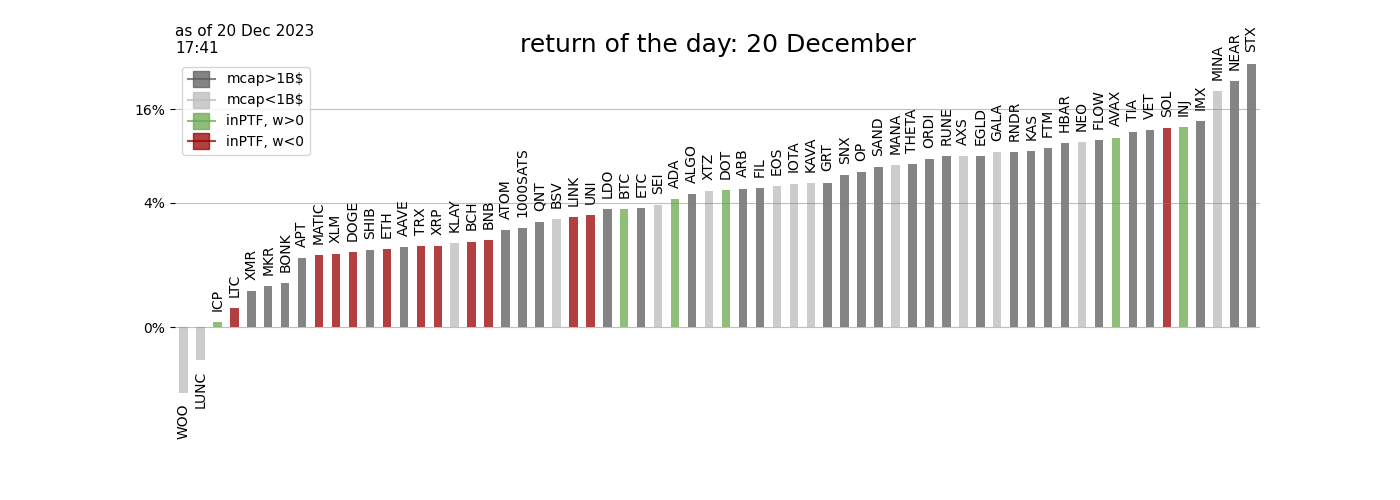 as of 20 Dec 2023
17:41
return of the day: 20 December
mcap>1B$
mcap<1B$
inPTF, w>0
inPTF, w<0
16%
4%
0%
WOO
LUNC
ICP
LTC
XMR
MKR
BONK
APT
MATIC
XLM
DOGE
SHIB
ETH
AAVE
TRX
XRP
KLAY
BCH
BNB
ATOM
1000SATS
QNT
BSV
LINK
UNI
LDO
BTC
ETC
SEI
ADA
ALGO
XTZ
DOT
ARB
FIL
EOS
IOTA
KAVA
GRT
SNX
OP
SAND
MANA
THETA
ORDI
RUNE
AXS
EGLD
GALA
RNDR
KAS
FTM
HBAR
NEO
FLOW
AVAX
TIA
VET
SOL
INJ
IMX
MINA
NEAR
STX